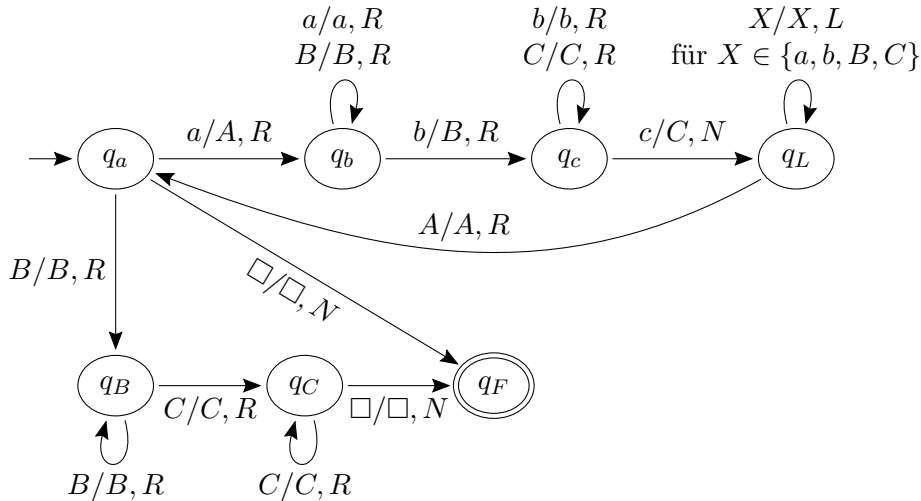 a/a, R
B/B, R
b/b, R
C/C, R
X/X, L
für X ∈ {a, b, B, C}
q_a
a/A, R
q_b
b/B, R
q_c
c/C, N
q_L
A/A, R
B/B, R
□/□, N
q_B
C/C, R
q_C
□/□, N
q_F
B/B, R
C/C, R